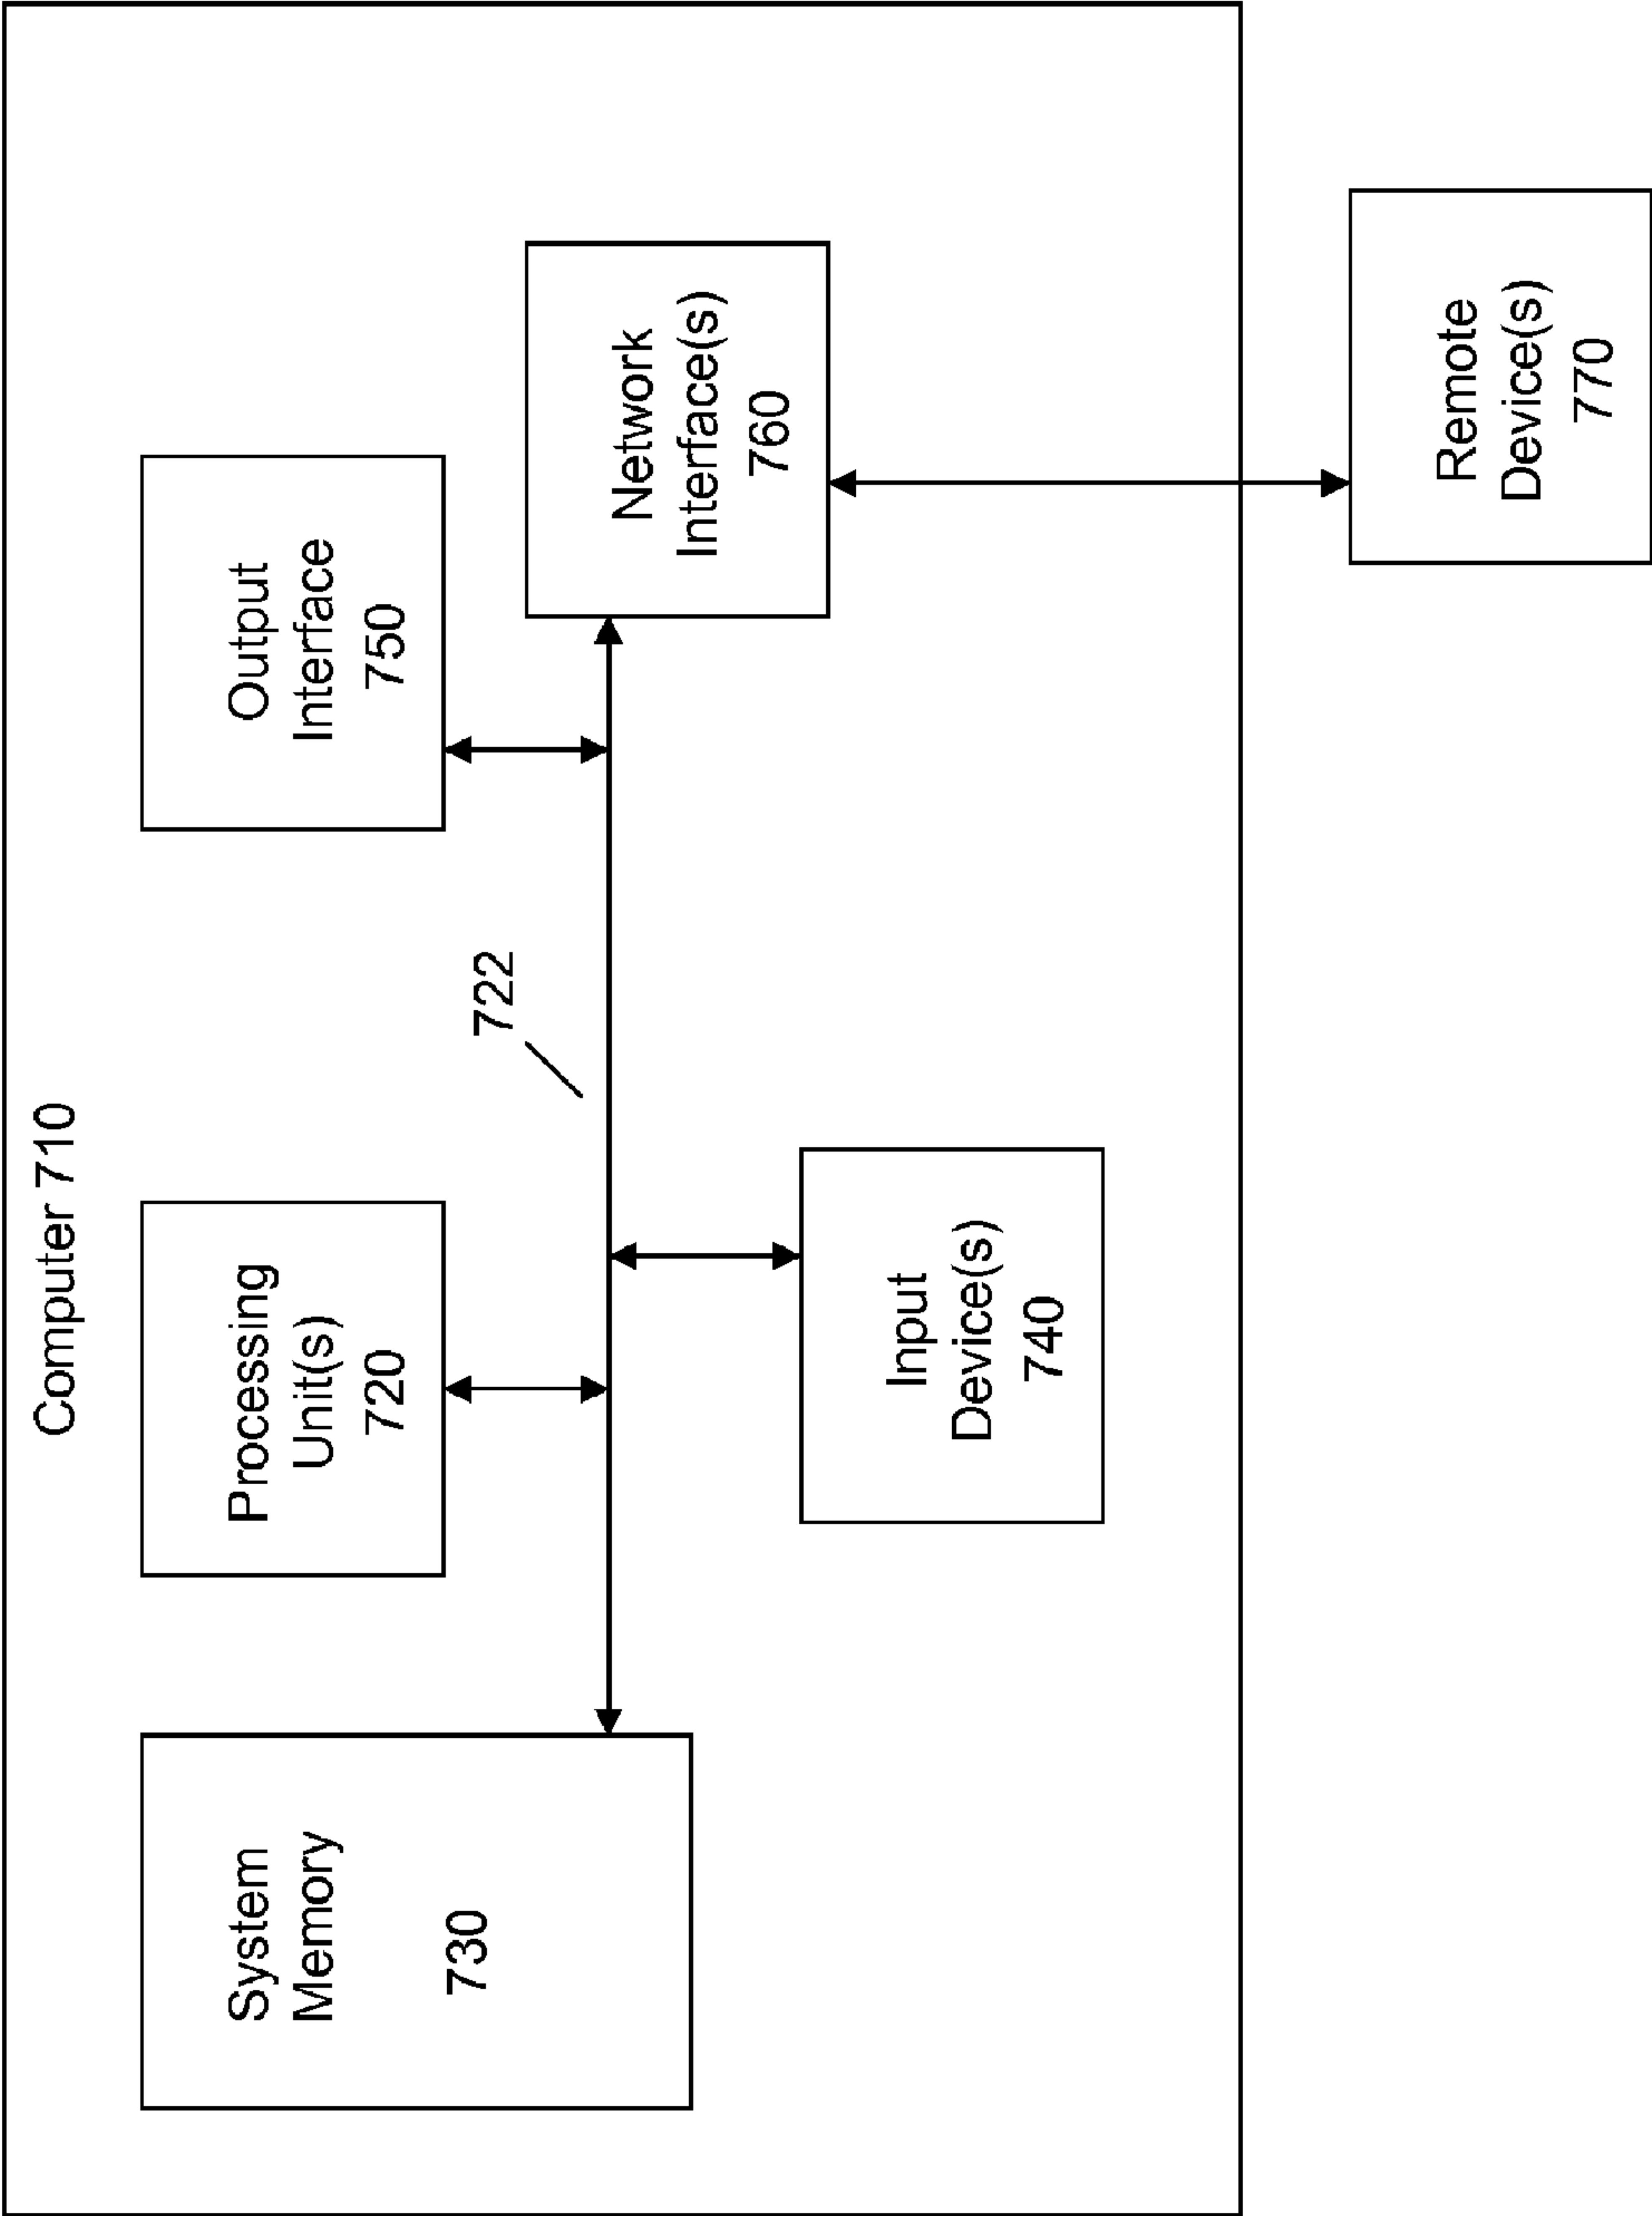 Computer 710
System
Memory
730
Processing
Unit(s)
720
Output
Interface
750
722
Network
Interface(s)
760
Input
Device(s)
740
Remote
Device(s)
770